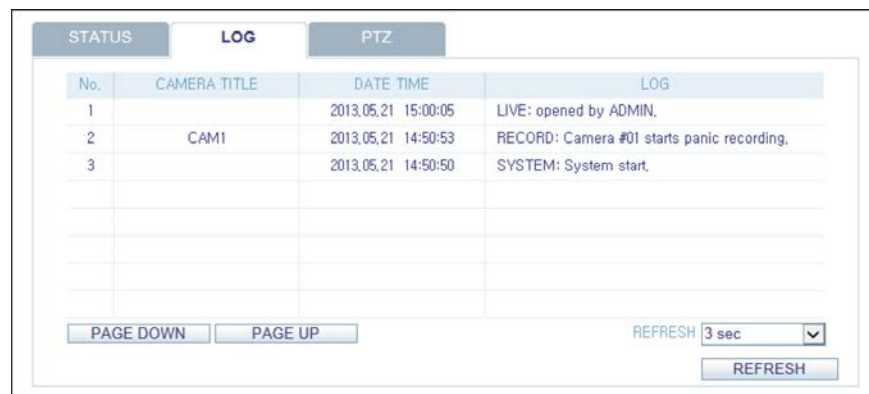 STATUS LOG PTZ
No. CAMERA TITLE DATE TIME LOG
1 2013.05.21 15:00:05 LIVE: opened by ADMIN.
2 CAM1 2013.05.21 14:50:53 RECORD: Camera #01 starts panic recording.
3 2013.05.21 14:50:50 SYSTEM: System start.
PAGE DOWN PAGE UP REFRESH 3 sec
REFRESH